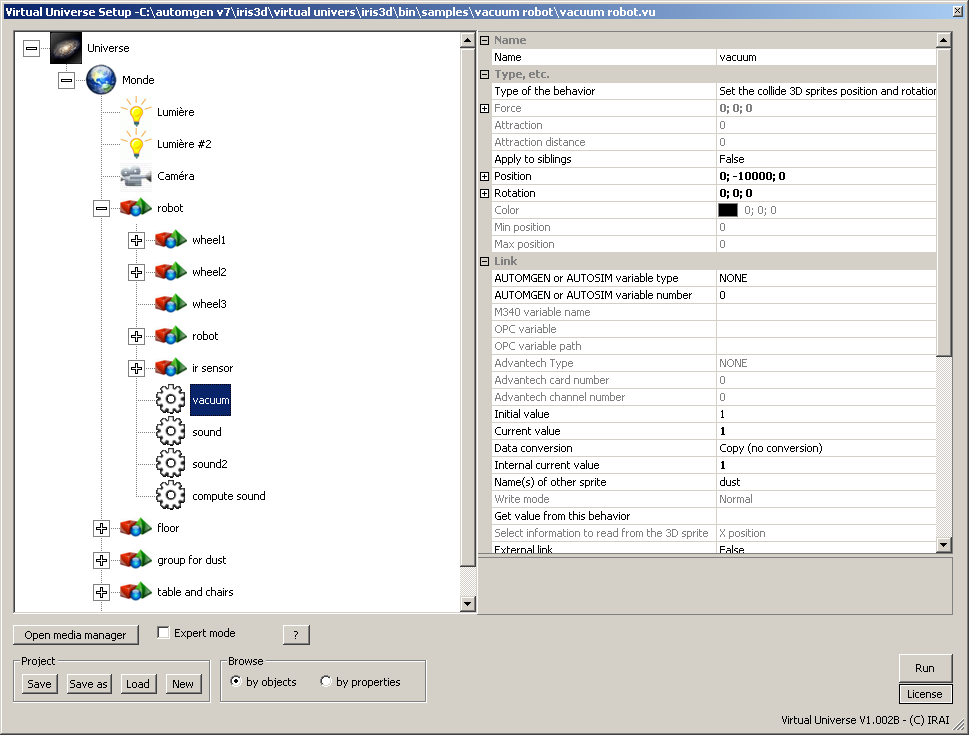 Virtual Universe Setup -C:\automgen v7\iris3d\virtual univers\iris3d\bin\samples\vacuum robot\vacuum robot.vu
Universe
Monde
Lumière
Lumière #2
Caméra
robot
wheel1
wheel2
wheel3
robot
ir sensor
vacuum
sound
sound2
compute sound
floor
group for dust
table and chairs
Name
Name vacuum
Type, etc.
Type of the behavior Set the collide 3D sprites position and rotation
Force 0; 0; 0
Attraction 0
Attraction distance 0
Apply to siblings False
Position 0; -10000; 0
Rotation 0; 0; 0
Color 0; 0; 0
Min position 0
Max position 0
Link
AUTOMGEN or AUTOSIM variable type NONE
AUTOMGEN or AUTOSIM variable number 0
M340 variable name
OPC variable
OPC variable path
Advantech Type NONE
Advantech card number 0
Advantech channel number 0
Initial value 1
Current value 1
Data conversion Copy (no conversion)
Internal current value 1
Name(s) of other sprite dust
Write mode Normal
Get value from this behavior
Select information to read from the 3D sprite X position
External link False
Open media manager Expert mode ?
Project
Save Save as Load New
Browse
by objects by properties
Run
License
Virtual Universe V1.002B - (C) IRAI